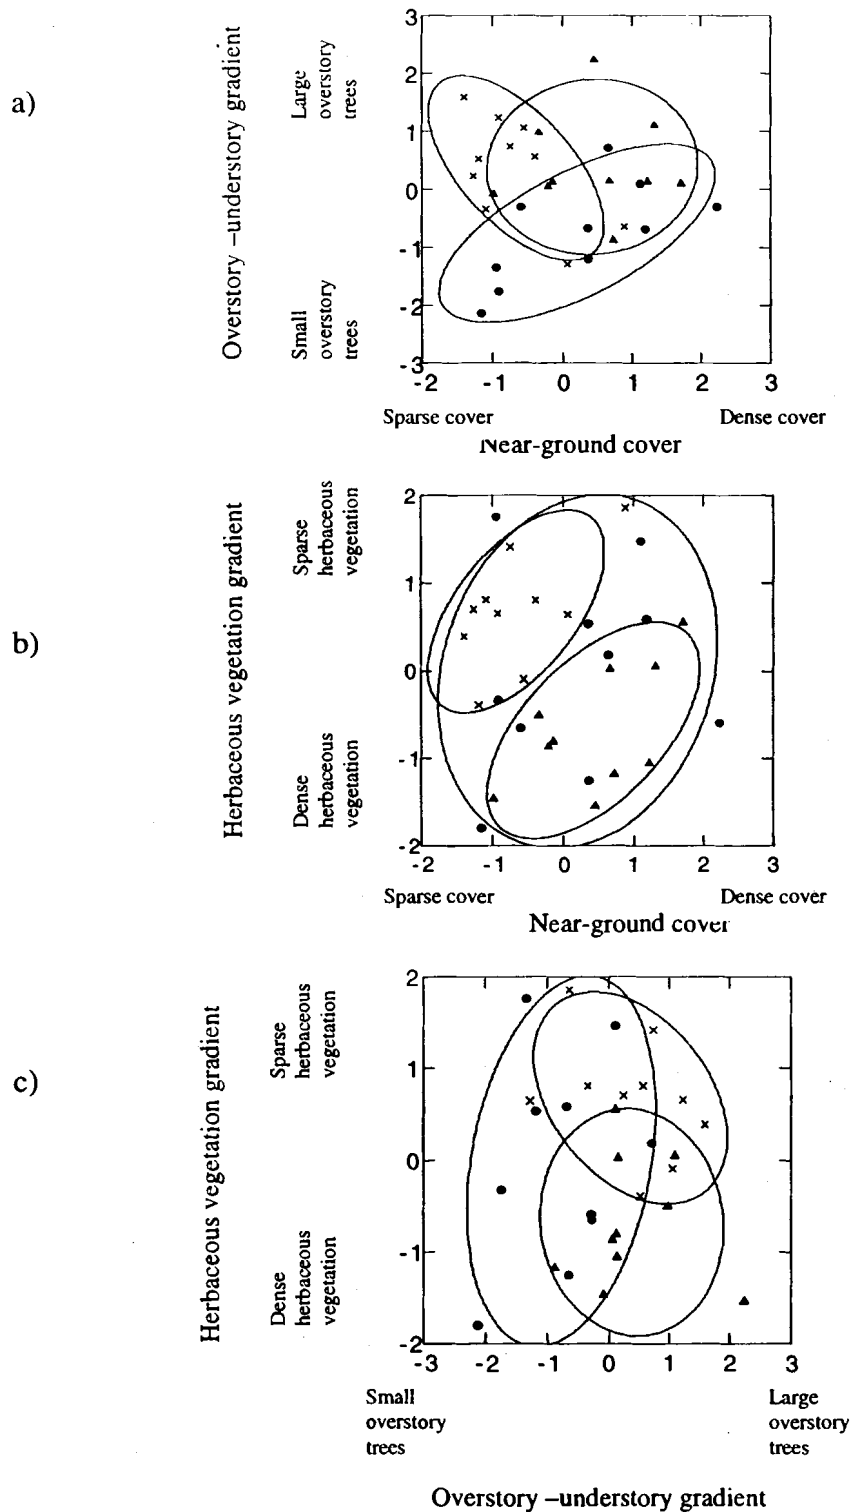 a)
Overstory –understory gradient
Large
overstory
trees
Small
overstory
trees
3
2
1
0
-1
-2
-3
-2 -1 0 1 2 3
Sparse cover Dense cover
Near-ground cover
b)
Herbaceous vegetation gradient
Sparse
herbaceous
vegetation
Dense
herbaceous
vegetation
2
1
0
-1
-2
-2 -1 0 1 2 3
Sparse cover Dense cover
Near-ground cover
c)
Herbaceous vegetation gradient
Sparse
herbaceous
vegetation
Dense
herbaceous
vegetation
2
1
0
-1
-2
-3 -2 -1 0 1 2 3
Small
overstory
trees
Large
overstory
trees
Overstory –understory gradient